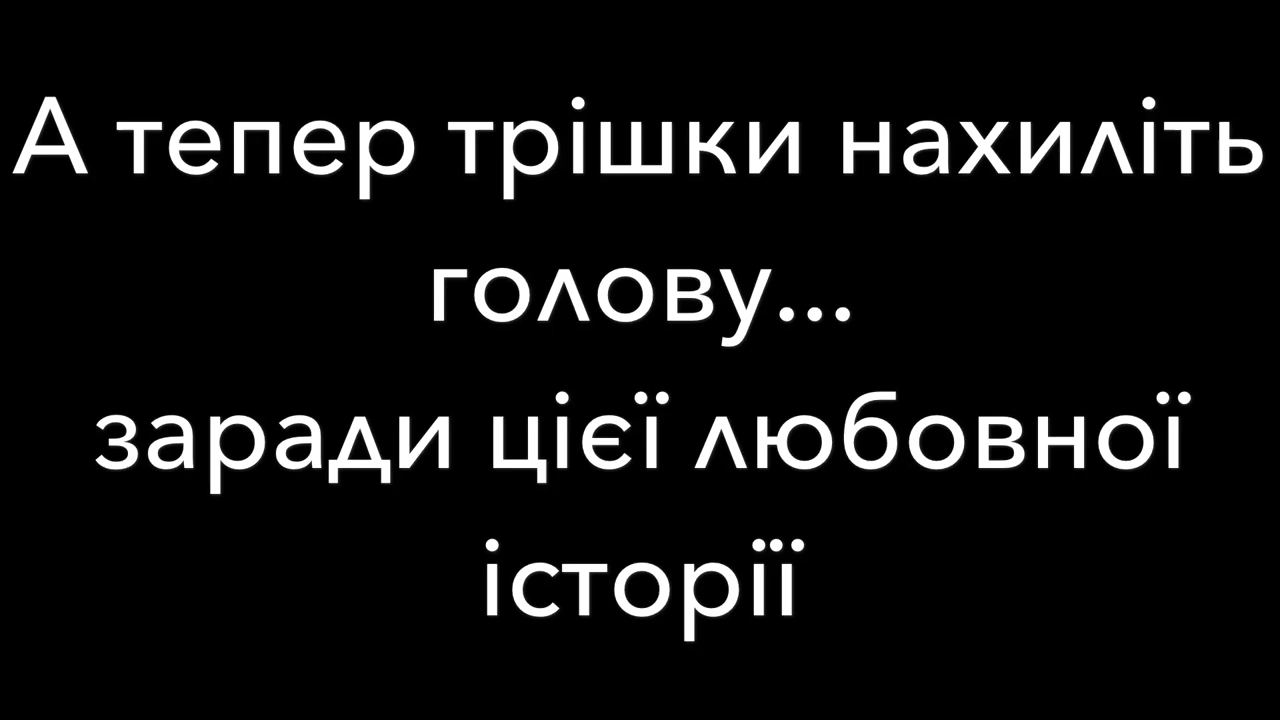 А тепер трішки нахиліть
голову...
заради цієї любовної
історії